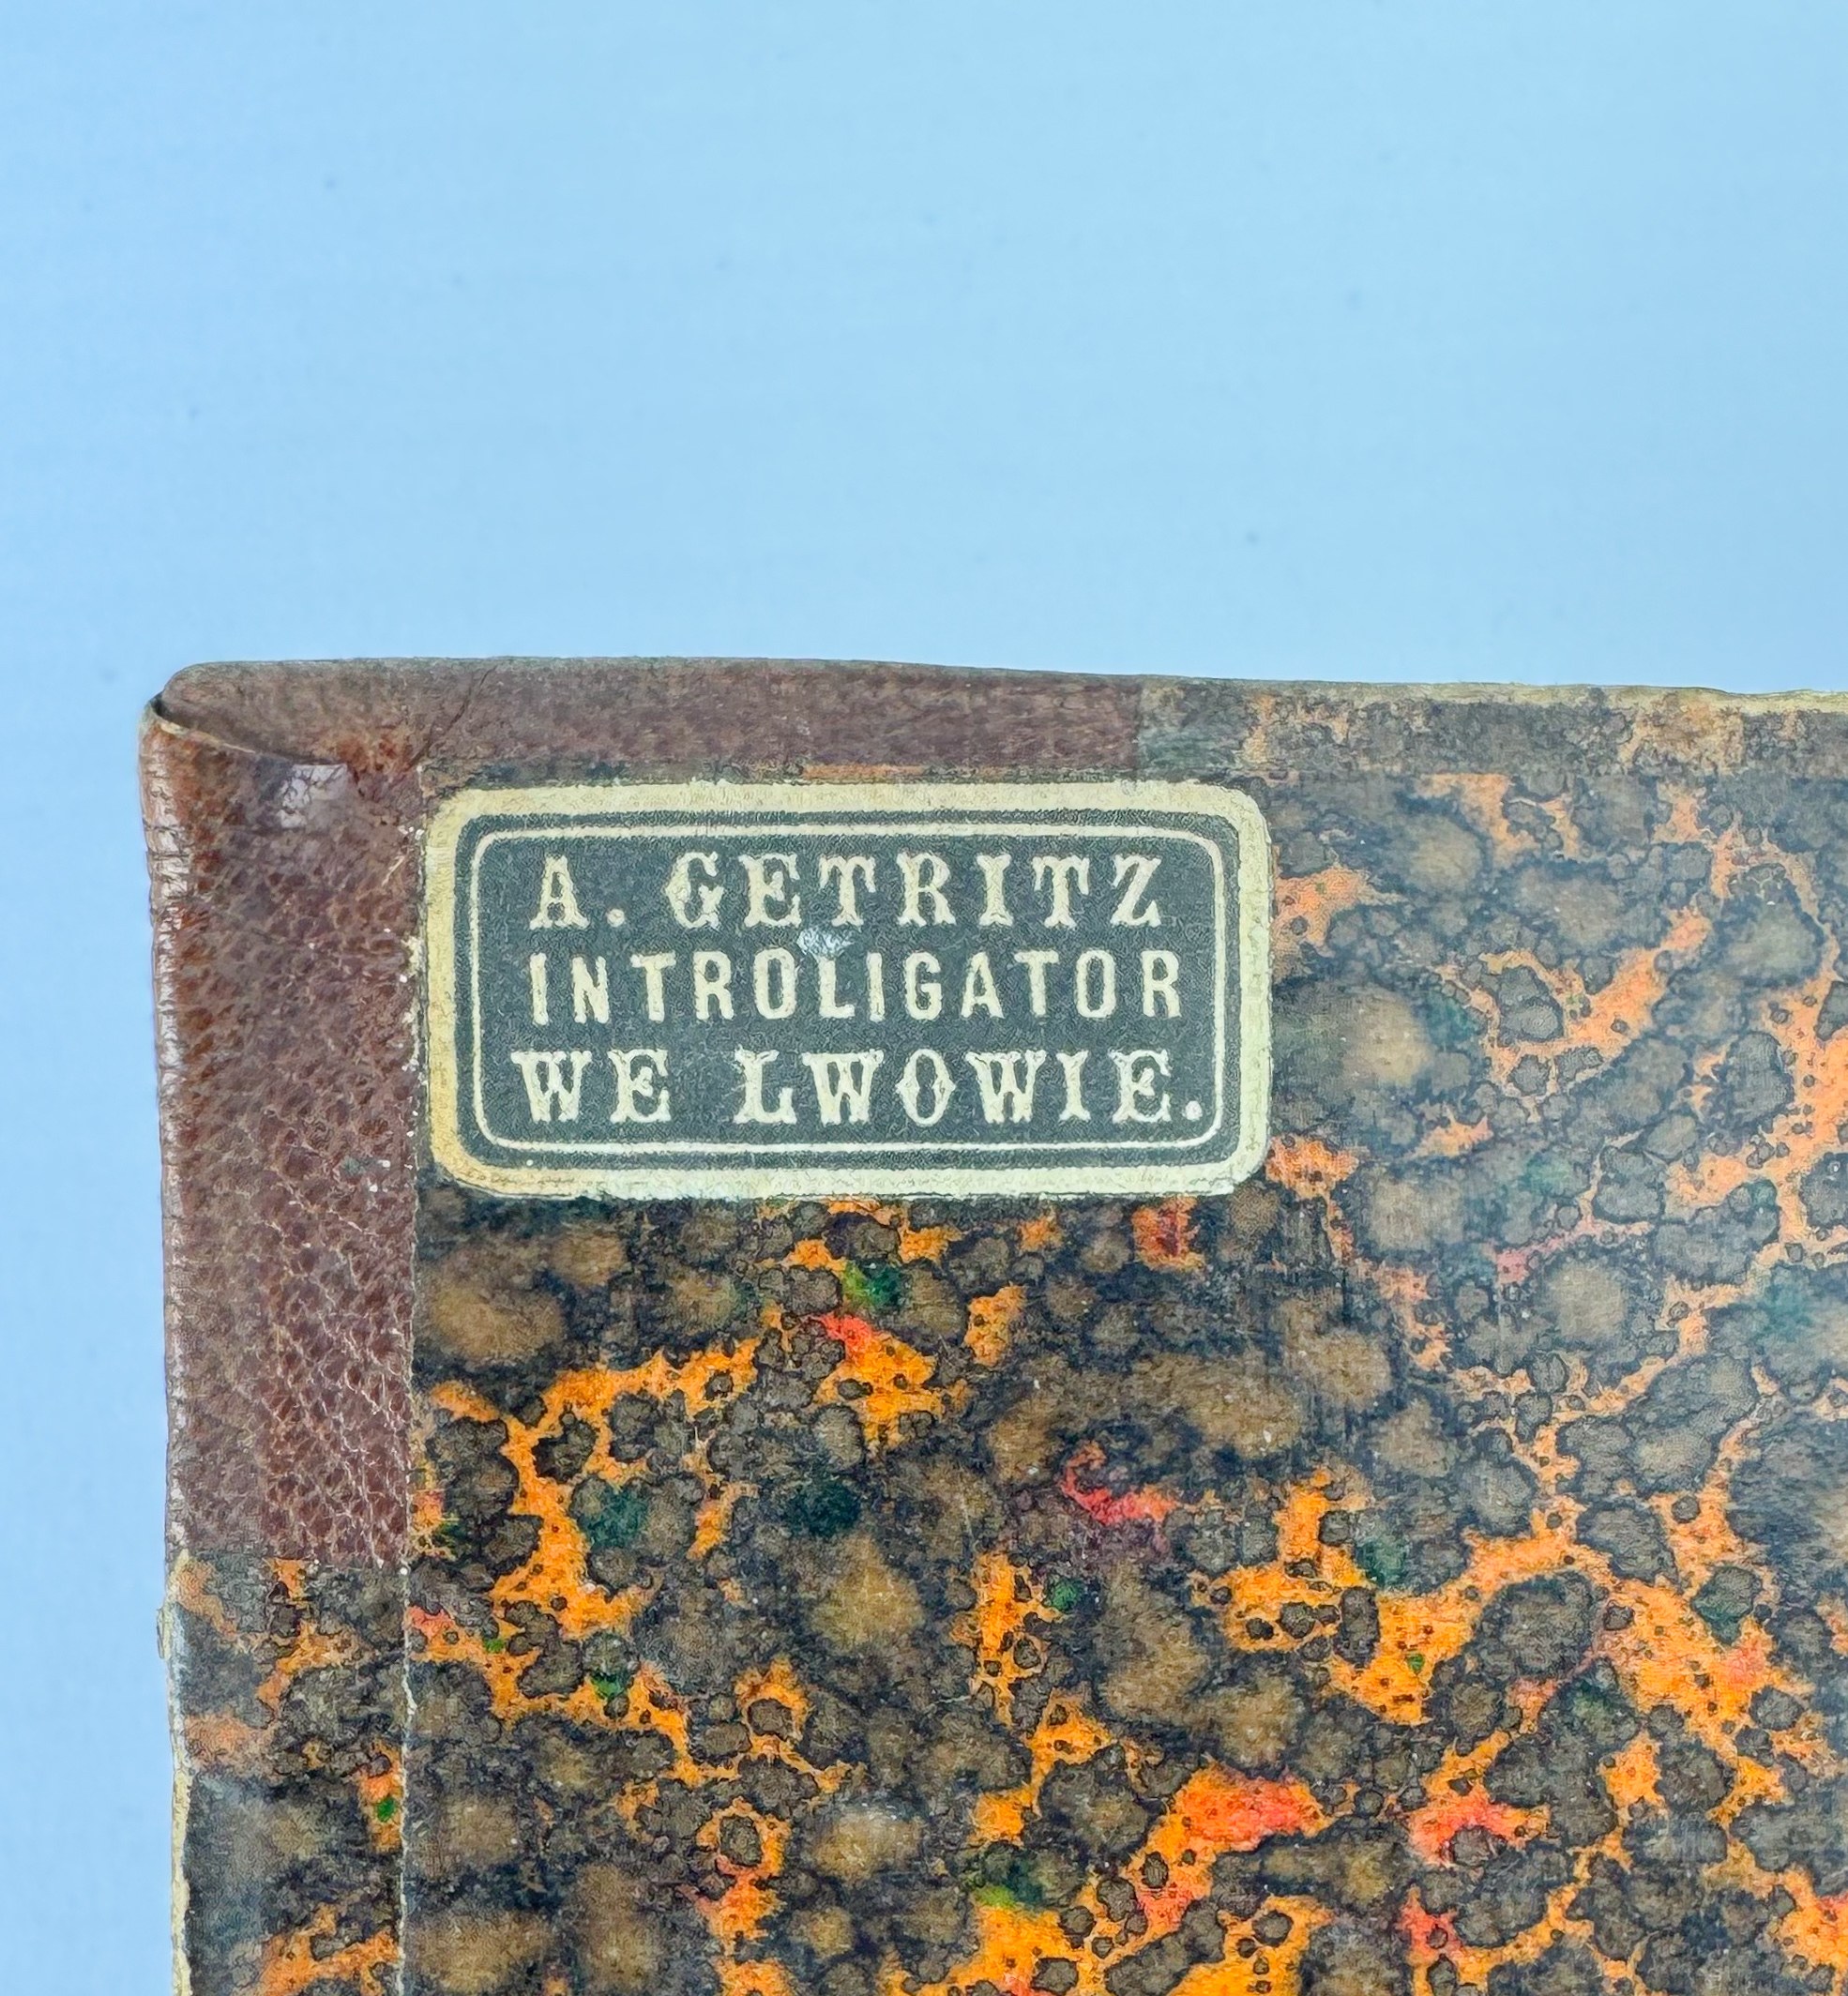 A. GETRITZ
INTROLIGATOR
WE LWOWIE.